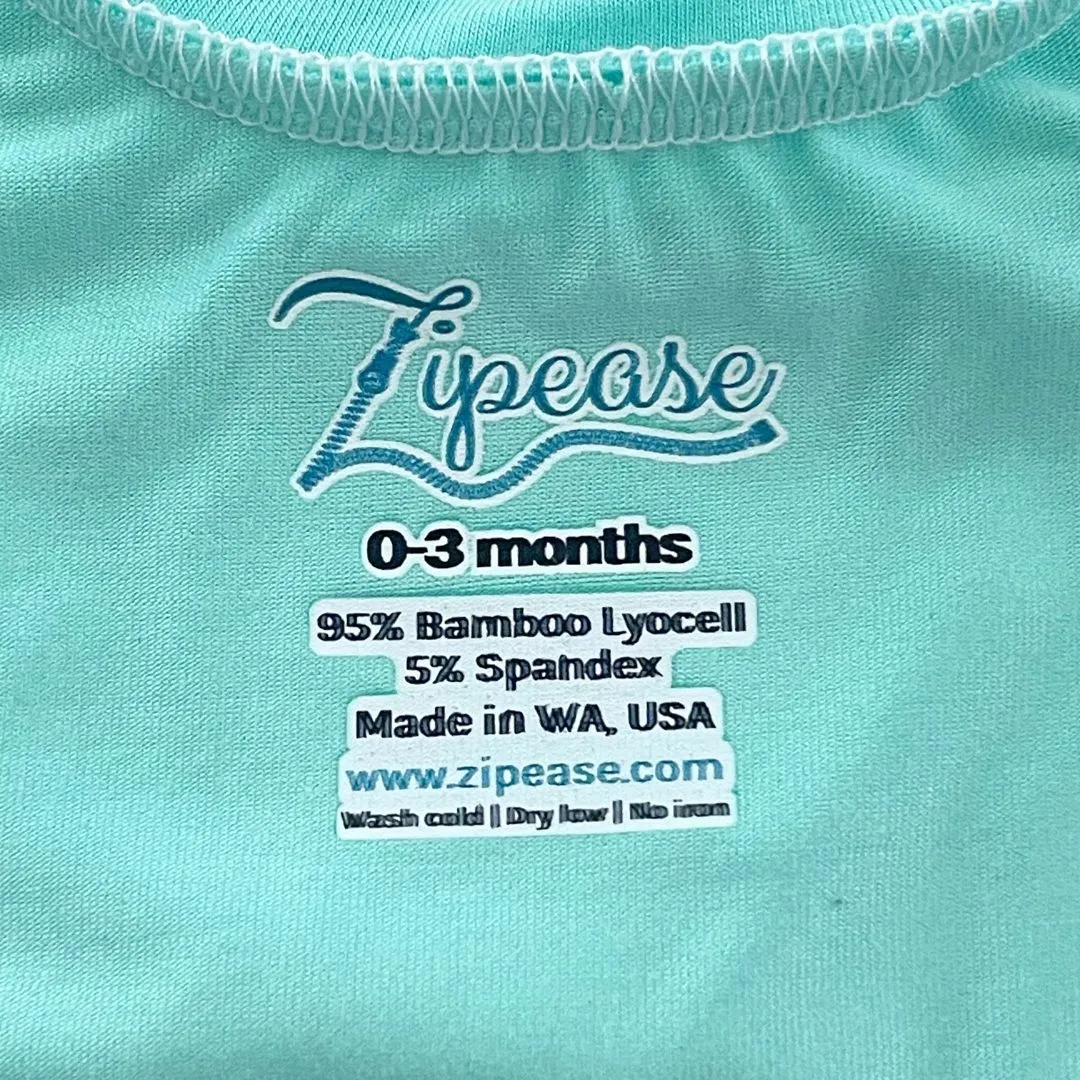 Zipease
0-3 months
95% Bamboo Lyocell
5% Spandex
Made in WA, USA
www.zipease.com
Wash cold | Dry low | No iron